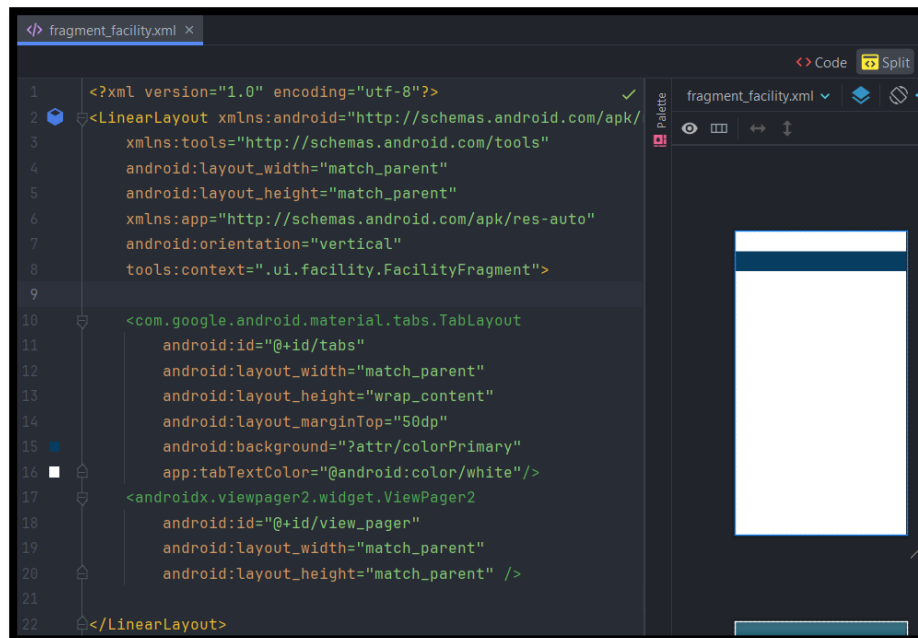 fragment_facility.xml
Code Split
1 <?xml version="1.0" encoding="utf-8"?>
2 <LinearLayout xmlns:android="http://schemas.android.com/apk/
3 xmlns:tools="http://schemas.android.com/tools"
4 android:layout_width="match_parent"
5 android:layout_height="match_parent"
6 xmlns:app="http://schemas.android.com/apk/res-auto"
7 android:orientation="vertical"
8 tools:context=".ui.facility.FacilityFragment">
9
10 <com.google.android.material.tabs.TabLayout
11 android:id="@+id/tabs"
12 android:layout_width="match_parent"
13 android:layout_height="wrap_content"
14 android:layout_marginTop="50dp"
15 android:background="?attr/colorPrimary"
16 app:tabTextColor="@android:color/white"/>
17 <androidx.viewpager2.widget.ViewPager2
18 android:id="@+id/view_pager"
19 android:layout_width="match_parent"
20 android:layout_height="match_parent" />
21
22 </LinearLayout>
Palette
fragment_facility.xml